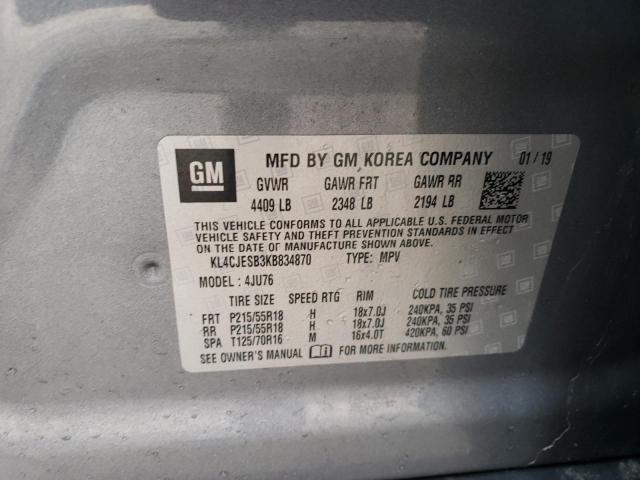 GM MFD BY GM KOREA COMPANY 01 / 19
GVWR GAWR FRT GAWR RR
4409 LB 2348 LB 2194 LB
THIS VEHICLE CONFORMS TO ALL APPLICABLE U.S. FEDERAL MOTOR
VEHICLE SAFETY AND THEFT PREVENTION STANDARDS IN EFFECT
ON THE DATE OF MANUFACTURE SHOWN ABOVE.
KL4CJESB3KB834870 TYPE: MPV
MODEL : 4JU76
TIRE SIZE SPEED RTG RIM COLD TIRE PRESSURE
FRT P215/55R18 H 18x7.0J 240KPA, 35 PSI
RR P215/55R18 H 18x7.0J 240KPA, 35 PSI
SPA T125/70R16 M 16x4.0T 420KPA, 60 PSI
SEE OWNER'S MANUAL FOR MORE INFORMATION.